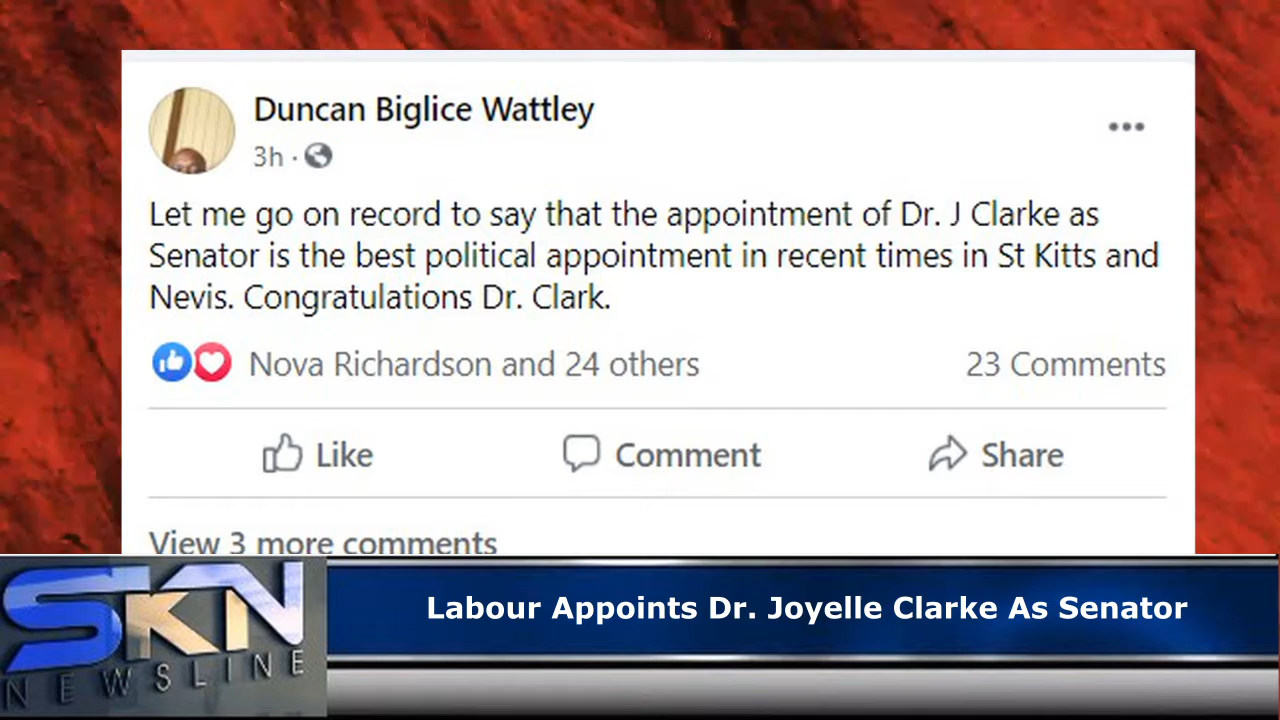 Duncan Biglice Wattley
3h ·
Let me go on record to say that the appointment of Dr. J Clarke as
Senator is the best political appointment in recent times in St Kitts and
Nevis. Congratulations Dr. Clark.
Nova Richardson and 24 others
23 Comments
Like
Comment
Share
View 3 more comments
SKN
NEWSLINE
Labour Appoints Dr. Joyelle Clarke As Senator